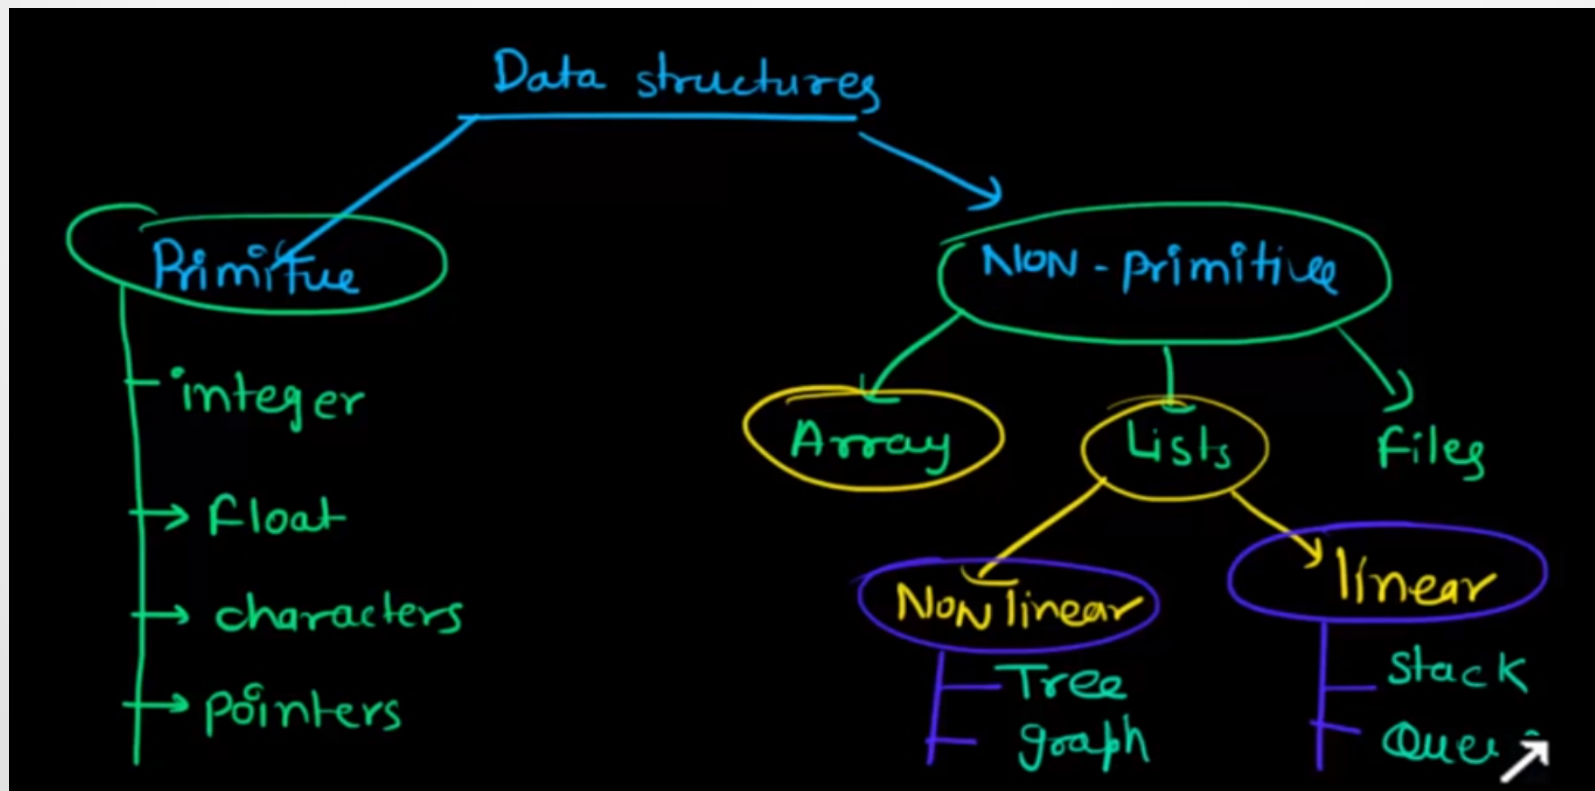 Data structures
Primitive
Non-primitive
integer
Array
Lists
Files
float
Non linear
linear
characters
Tree
Stack
pointers
graph